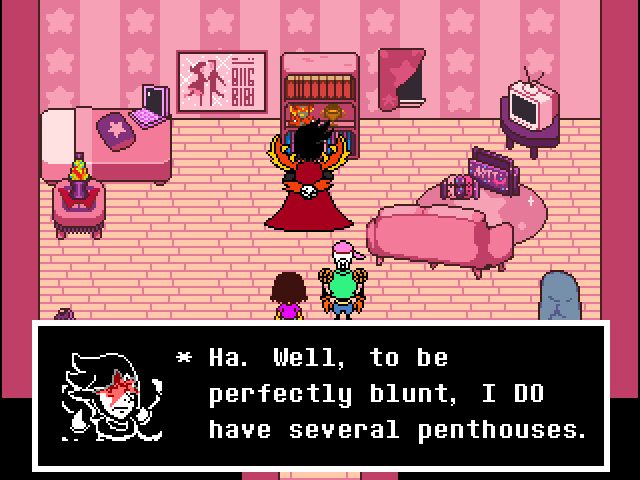 * Ha. Well, to be
perfectly blunt, I DO
have several penthouses.